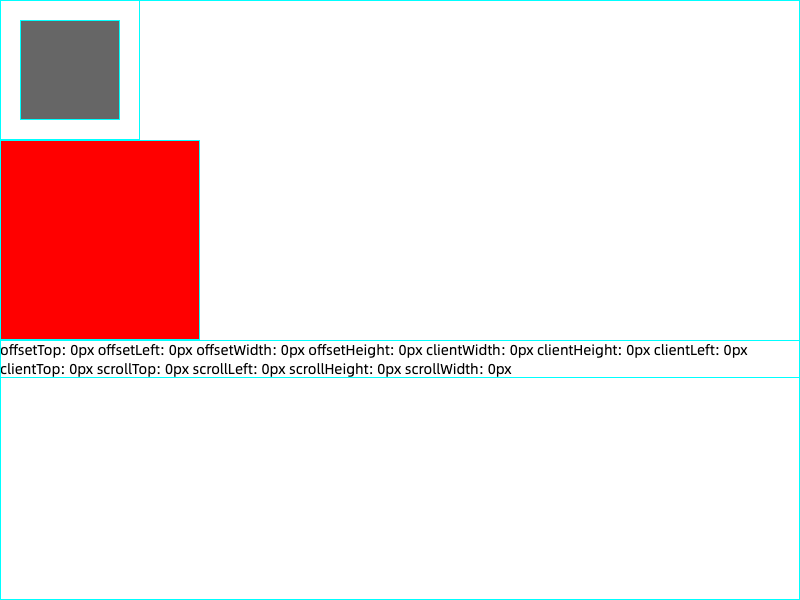 offsetTop: 0px offsetLeft: 0px offsetWidth: 0px offsetHeight: 0px clientWidth: 0px clientHeight: 0px clientLeft: 0px
clientTop: 0px scrollTop: 0px scrollLeft: 0px scrollHeight: 0px scrollWidth: 0px